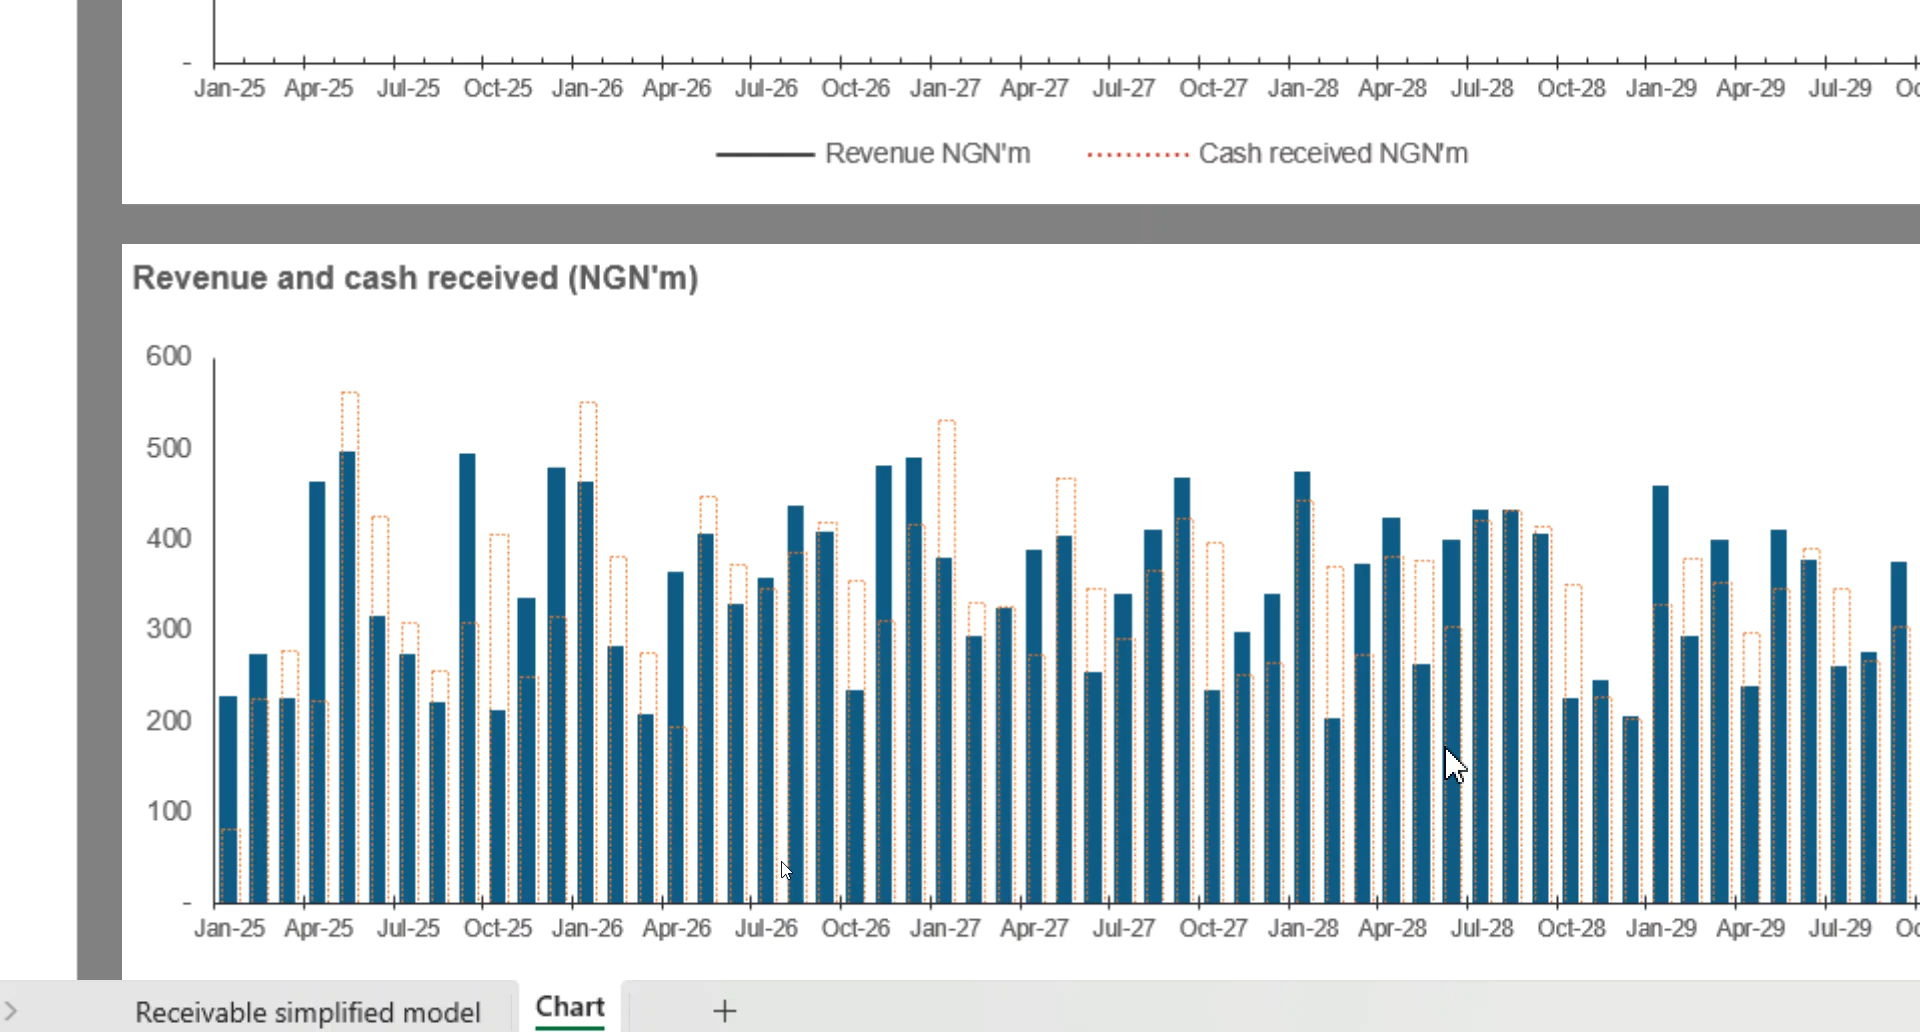 -
Jan-25 Apr-25 Jul-25 Oct-25 Jan-26 Apr-26 Jul-26 Oct-26 Jan-27 Apr-27 Jul-27 Oct-27 Jan-28 Apr-28 Jul-28 Oct-28 Jan-29 Apr-29 Jul-29 Oc
Revenue NGN'm Cash received NGN'm
Revenue and cash received (NGN'm)
600
500
400
300
200
100
-
Jan-25 Apr-25 Jul-25 Oct-25 Jan-26 Apr-26 Jul-26 Oct-26 Jan-27 Apr-27 Jul-27 Oct-27 Jan-28 Apr-28 Jul-28 Oct-28 Jan-29 Apr-29 Jul-29 Oc
Receivable simplified model Chart +